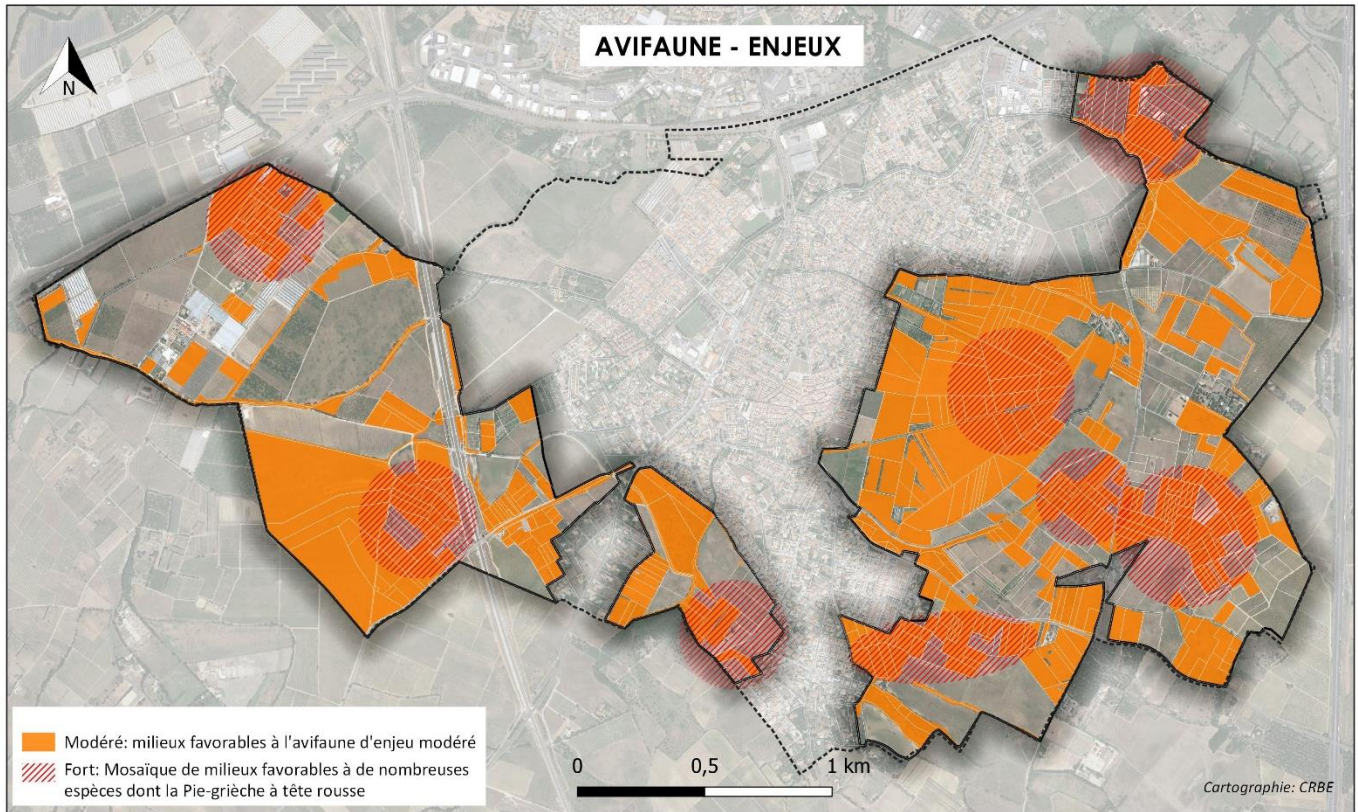 AVIFAUNE - ENJEUX
N
Modéré: milieux favorables à l'avifaune d'enjeu modéré
Fort: Mosaïque de milieux favorables à de nombreuses
espèces dont la Pie-grièche à tête rousse
0 0,5 1 km
Cartographie: CRBE